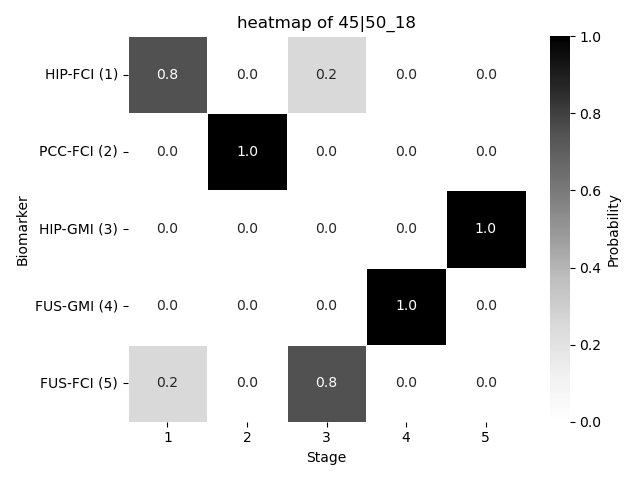 heatmap of 45|50_18
HIP-FCI (1) 0.8 0.0 0.2 0.0 0.0
PCC-FCI (2) 0.0 1.0 0.0 0.0 0.0
HIP-GMI (3) 0.0 0.0 0.0 0.0 1.0
FUS-GMI (4) 0.0 0.0 0.0 1.0 0.0
FUS-FCI (5) 0.2 0.0 0.8 0.0 0.0
1 2 3 4 5
Stage
Biomarker
1.0
0.8
0.6
0.4
0.2
0.0
Probability